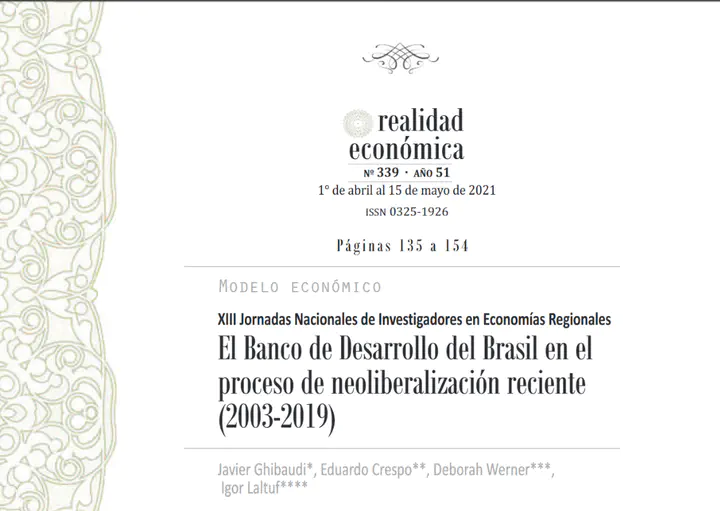 realidad
económica
Nº 339 · AÑO 51
1° de abril al 15 de mayo de 2021
ISSN 0325-1926
Páginas 135 a 154
Modelo económico
XIII Jornadas Nacionales de Investigadores en Economías Regionales
El Banco de Desarrollo del Brasil en el
proceso de neoliberalización reciente
(2003-2019)
Javier Ghibaudi*, Eduardo Crespo**, Deborah Werner***,
Igor Laltuf****